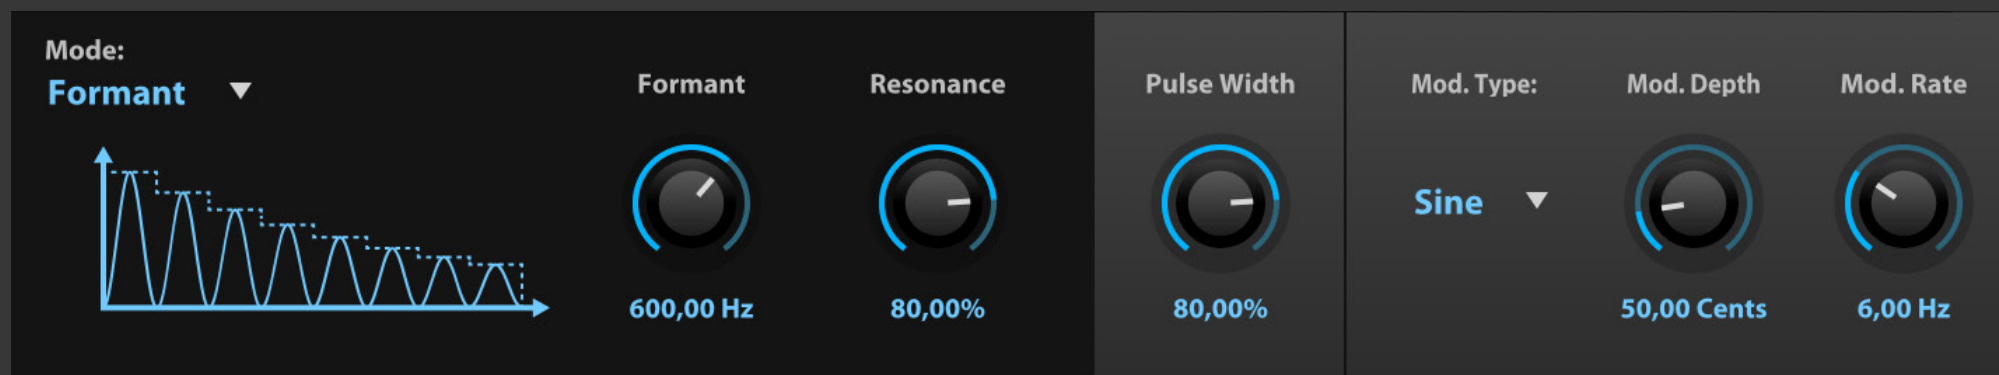 Mode:
Formant
Formant
Resonance
Pulse Width
Mod. Type:
Mod. Depth
Mod. Rate
Sine
600,00 Hz
80,00%
80,00%
50,00 Cents
6,00 Hz